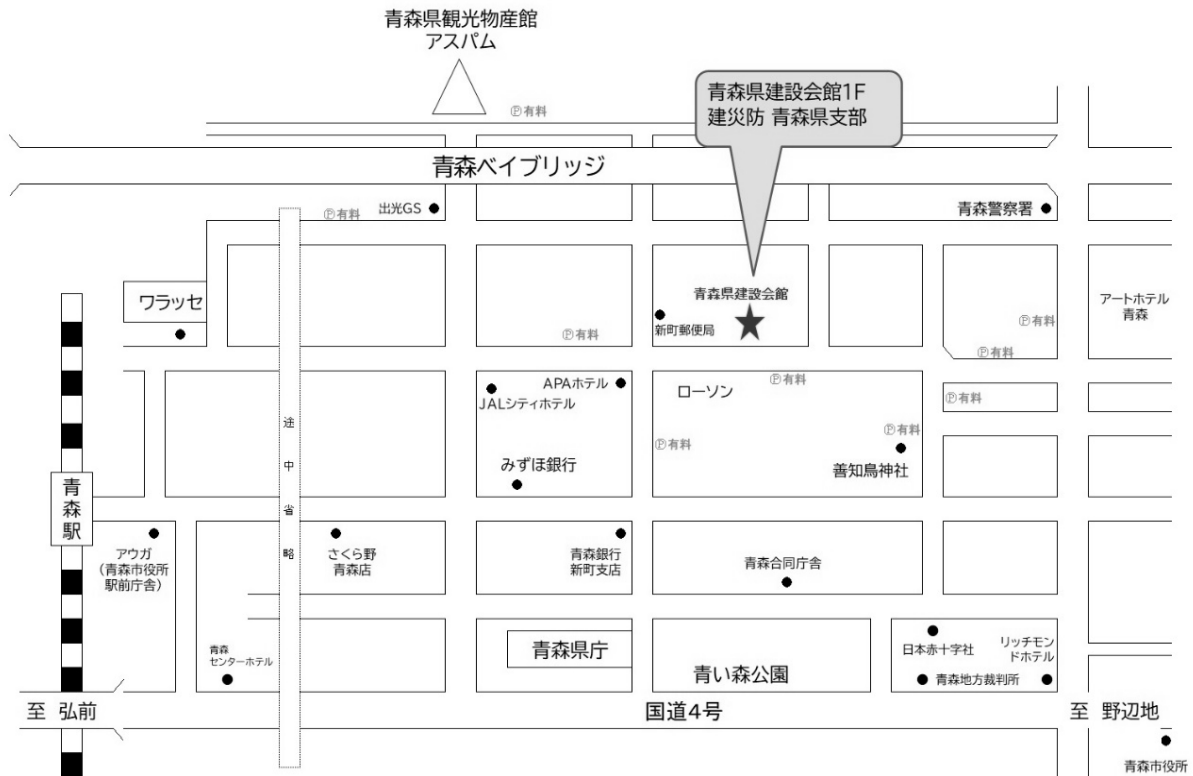 青森県観光物産館
アスパム
Ⓟ有料
青森県建設会館1F
建災防 青森県支部
青森ベイブリッジ
Ⓟ有料
出光GS
青森警察署
ワラッセ
青森県建設会館
新町郵便局
Ⓟ有料
Ⓟ有料
Ⓟ有料
アートホテル
青森
APAホテル
JALシティホテル
ローソン
Ⓟ有料
Ⓟ有料
途中省略
みずほ銀行
Ⓟ有料
Ⓟ有料
善知鳥神社
青森駅
アウガ
(青森市役所
駅前庁舎)
さくら野
青森店
青森銀行
新町支店
青森合同庁舎
青森
センターホテル
青森県庁
青い森公園
日本赤十字社
リッチモン
ドホテル
青森地方裁判所
至 弘前
国道4号
至 野辺地
青森市役所